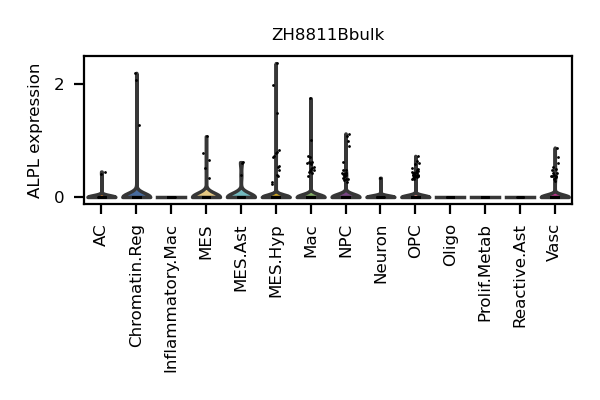 ZH8811Bbulk
ALPL expression
2
0
AC
Chromatin.Reg
Inflammatory.Mac
MES
MES.Ast
MES.Hyp
Mac
NPC
Neuron
OPC
Oligo
Prolif.Metab
Reactive.Ast
Vasc